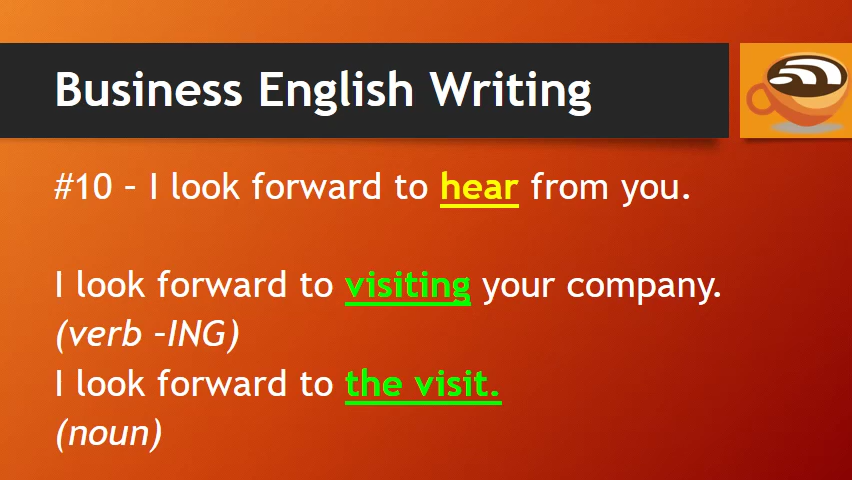 Business English Writing
#10 – I look forward to hear from you.
I look forward to visiting your company.
(verb –ING)
I look forward to the visit.
(noun)